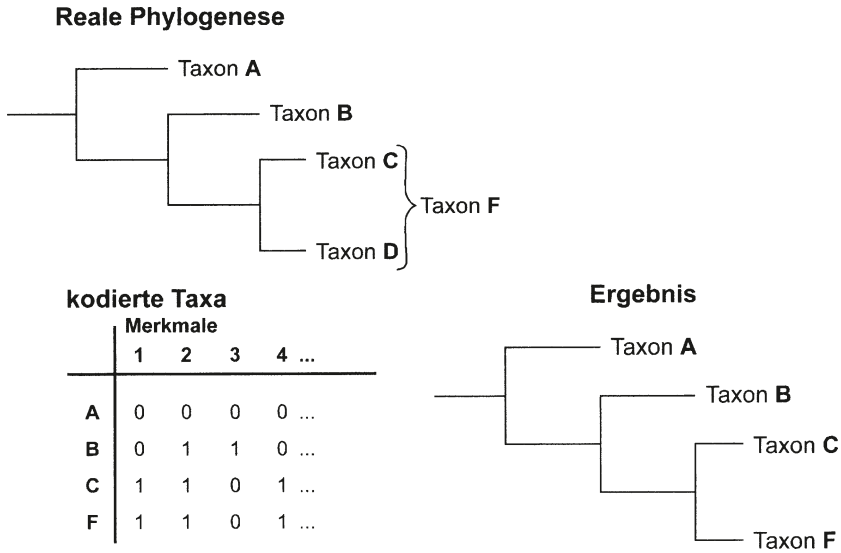 Reale Phylogenese
Taxon A
Taxon B
Taxon C
Taxon F
Taxon D
kodierte Taxa
Merkmale
1 2 3 4 ...
A 0 0 0 0 ...
B 0 1 1 0 ...
C 1 1 0 1 ...
F 1 1 0 1 ...
Ergebnis
Taxon A
Taxon B
Taxon C
Taxon F